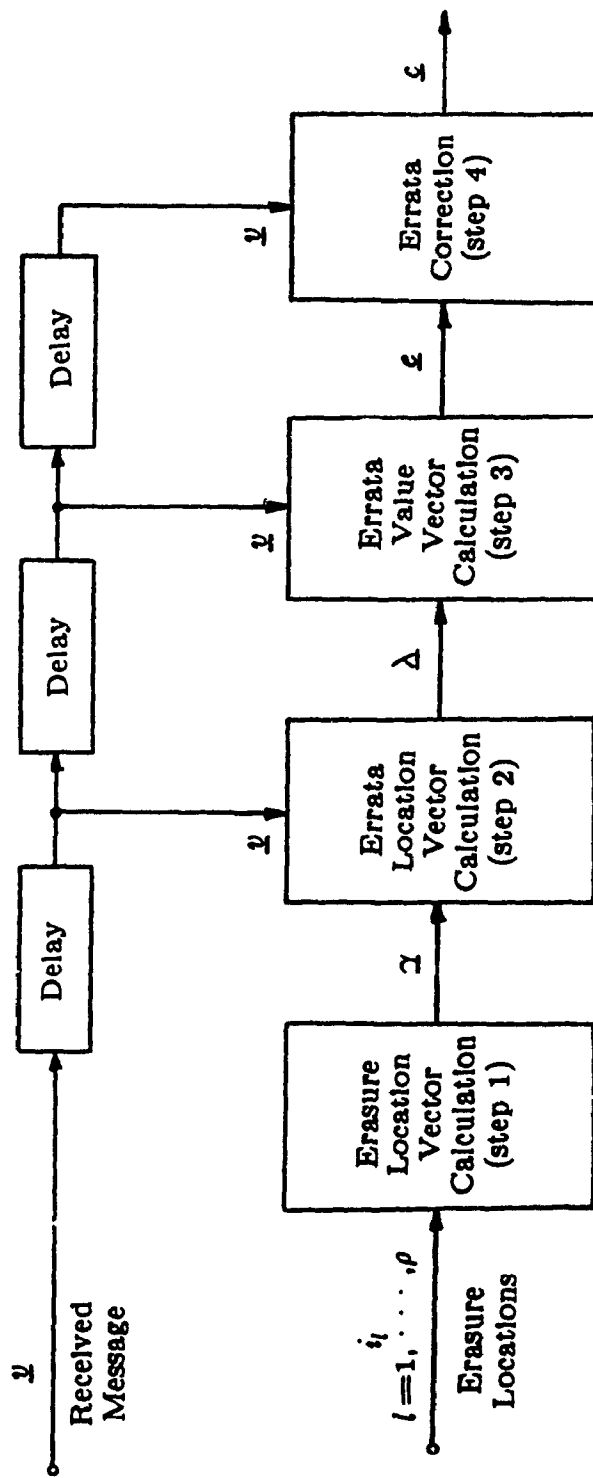 v
Received
Message
Delay
Delay
Delay
i_l
l=1, · · · ,ρ
Erasure
Locations
Erasure
Location
Vector
Calculation
(step 1)
γ
v
Errata
Location
Vector
Calculation
(step 2)
λ
v
Errata
Value
Vector
Calculation
(step 3)
e
v
Errata
Correction
(step 4)
c